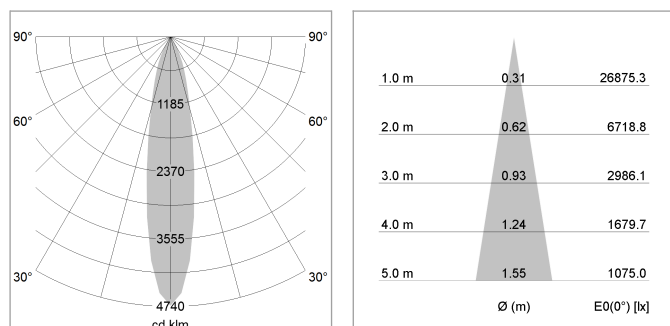 90° 90°
1185
60° 60°
2370
3555
30° 30°
4740
cd klm
1.0 m 0.31 26875.3
2.0 m 0.62 6718.8
3.0 m 0.93 2986.1
4.0 m 1.24 1679.7
5.0 m 1.55 1075.0
Ø (m) E0(0°) [lx]